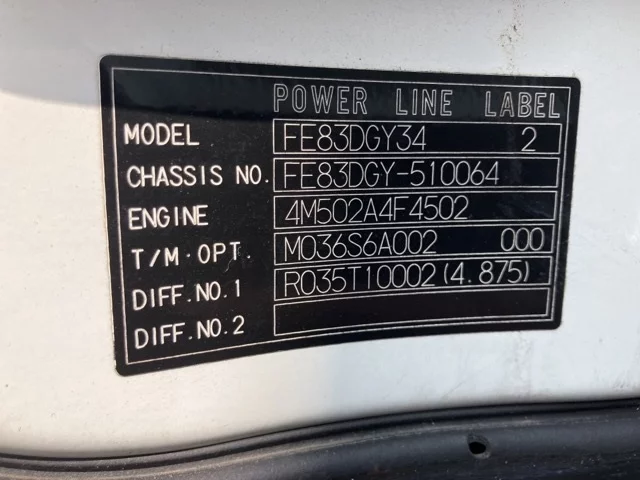 POWER LINE LABEL
MODEL FE83DGY34 2
CHASSIS NO. FE83DGY-510064
ENGINE 4M502A4F4502
T/M·OPT. M036S6A002 000
DIFF.NO.1 R035T10002(4.875)
DIFF.NO.2